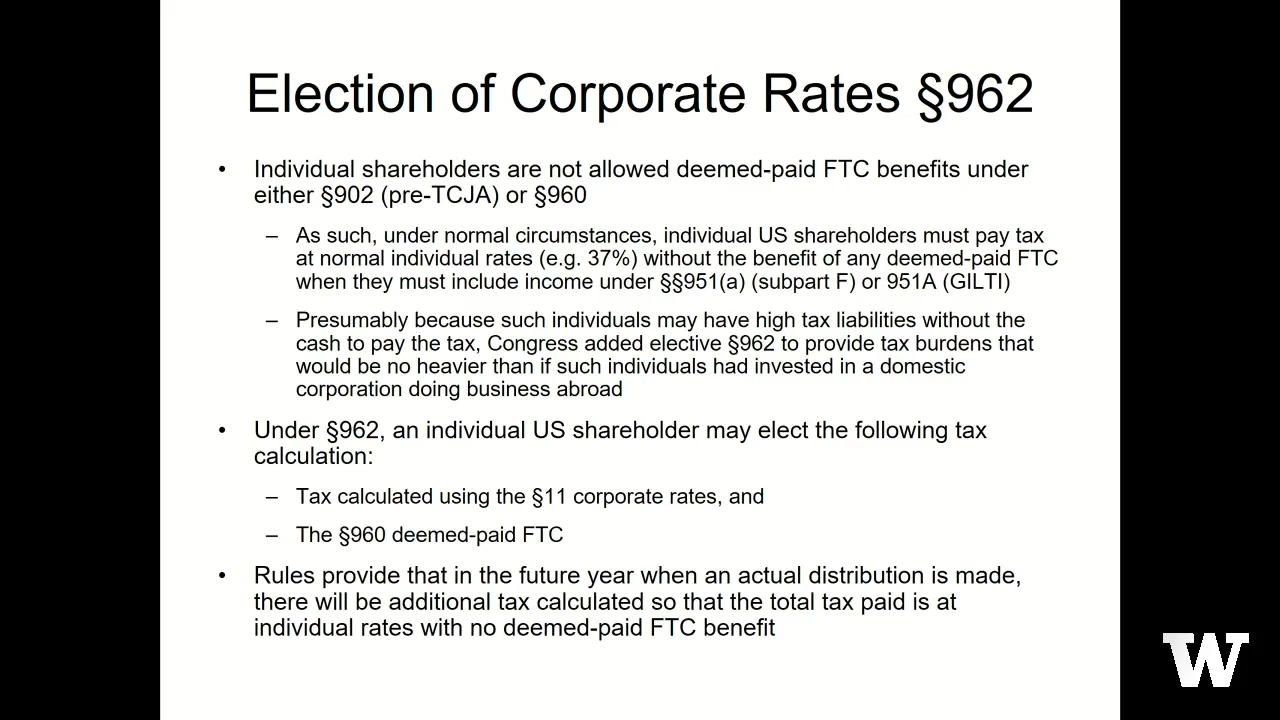 Election of Corporate Rates §962
• Individual shareholders are not allowed deemed-paid FTC benefits under
either §902 (pre-TCJA) or §960
– As such, under normal circumstances, individual US shareholders must pay tax
at normal individual rates (e.g. 37%) without the benefit of any deemed-paid FTC
when they must include income under §§951(a) (subpart F) or 951A (GILTI)
– Presumably because such individuals may have high tax liabilities without the
cash to pay the tax, Congress added elective §962 to provide tax burdens that
would be no heavier than if such individuals had invested in a domestic
corporation doing business abroad
• Under §962, an individual US shareholder may elect the following tax
calculation:
– Tax calculated using the §11 corporate rates, and
– The §960 deemed-paid FTC
• Rules provide that in the future year when an actual distribution is made,
there will be additional tax calculated so that the total tax paid is at
individual rates with no deemed-paid FTC benefit
W